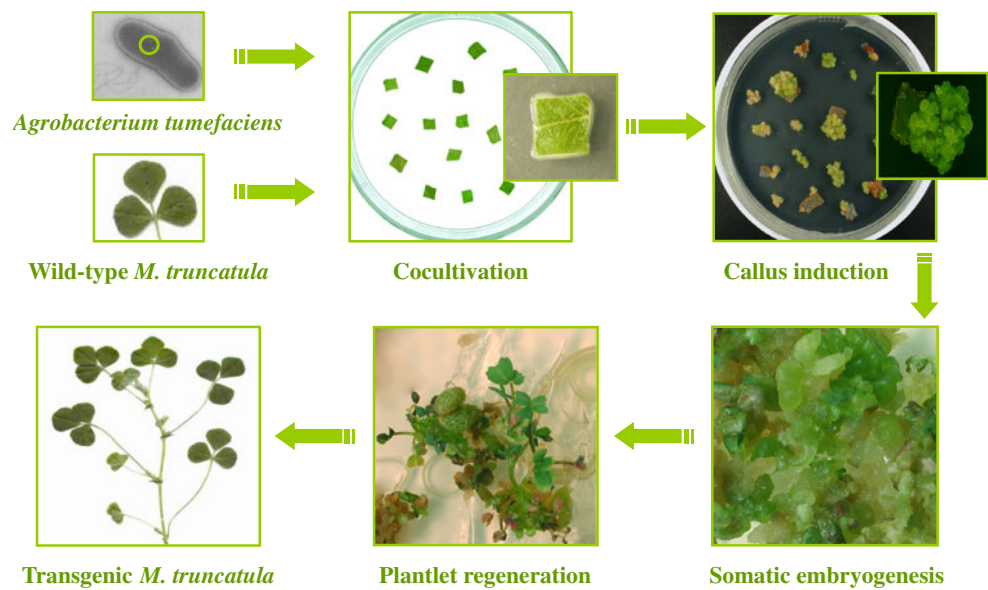 Agrobacterium tumefaciens
Wild-type M. truncatula
Cocultivation
Callus induction
Transgenic M. truncatula
Plantlet regeneration
Somatic embryogenesis